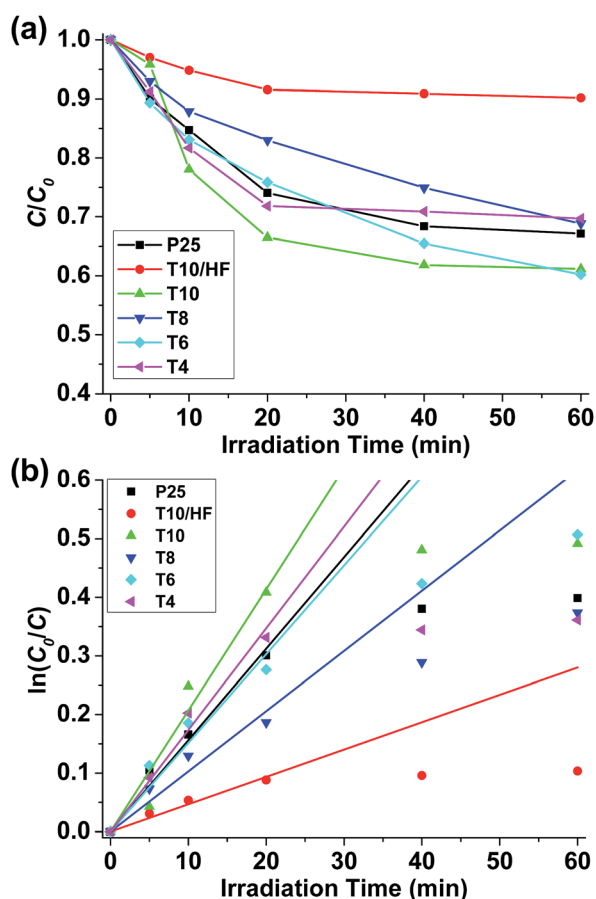 (a)
1.0
0.9
0.8
0.7
0.6
0.5
0.4
C/C0
P25
T10/HF
T10
T8
T6
T4
0 10 20 30 40 50 60
Irradiation Time (min)
(b)
0.6
0.5
0.4
0.3
0.2
0.1
0.0
ln(C0/C)
P25
T10/HF
T10
T8
T6
T4
0 10 20 30 40 50 60
Irradiation Time (min)